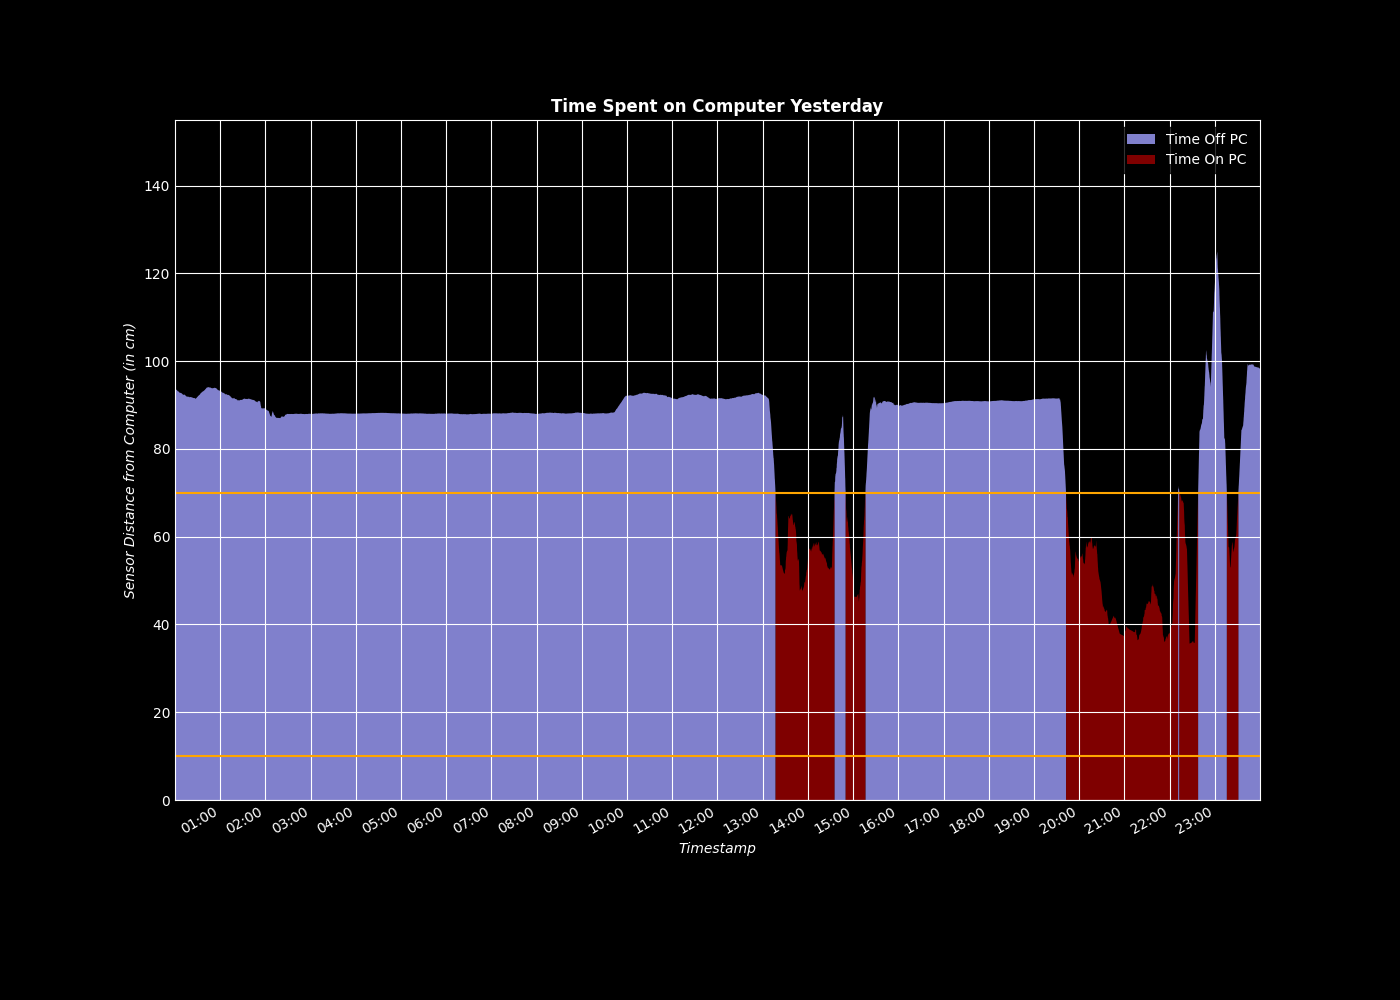 Time Spent on Computer Yesterday
Time Off PC
Time On PC
140
120
100
80
60
40
20
0
Sensor Distance from Computer (in cm)
01:00 02:00 03:00 04:00 05:00 06:00 07:00 08:00 09:00 10:00 11:00 12:00 13:00 14:00 15:00 16:00 17:00 18:00 19:00 20:00 21:00 22:00 23:00
Timestamp